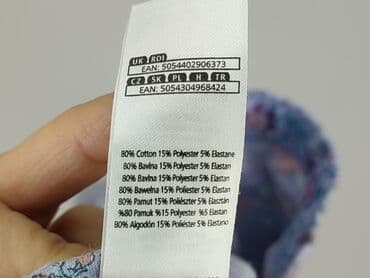 UK ROI
EAN: 5054402906373
CZ SK PL H TR
EAN: 5054304968424
80% Cotton 15% Polyester 5% Elastane
80% Bavlna 15% Polyester 5% Elastan
80% Bavlna 15% Polyester 5% Elastan
80% Bawełna 15% Poliester 5% Elastan
80% Pamut 15% Poliészter 5% Elasztán
%80 Pamuk %15 Polyester %5 Elastan
80% Algodón 15% Poliéster 5% Elastano